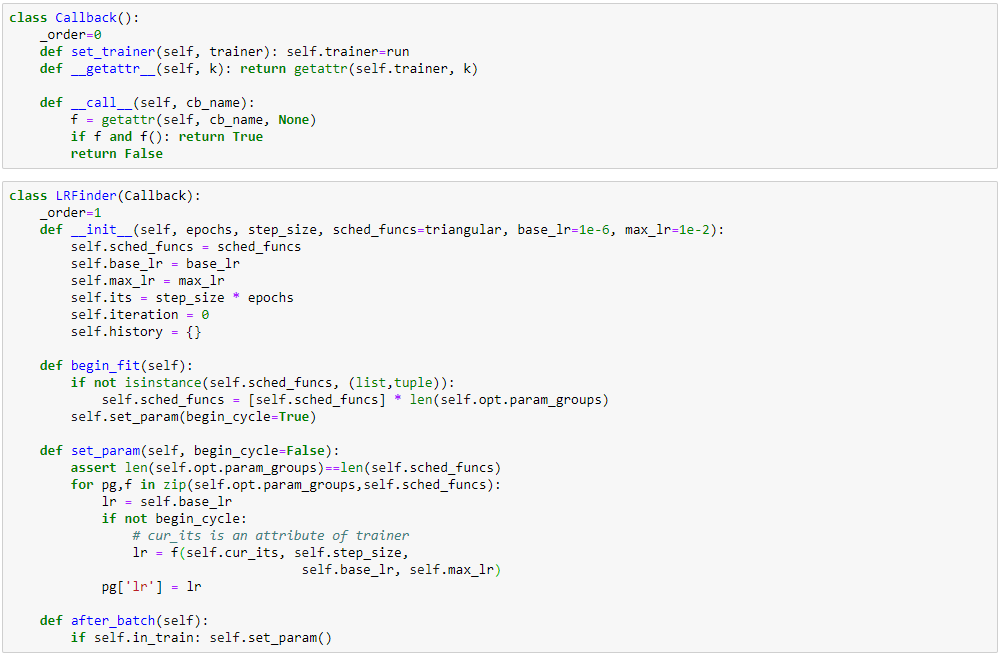 class Callback():
    _order=0
    def set_trainer(self, trainer): self.trainer=run
    def __getattr__(self, k): return getattr(self.trainer, k)

    def __call__(self, cb_name):
        f = getattr(self, cb_name, None)
        if f and f(): return True
        return False

class LRFinder(Callback):
    _order=1
    def __init__(self, epochs, step_size, sched_funcs=triangular, base_lr=1e-6, max_lr=1e-2):
        self.sched_funcs = sched_funcs
        self.base_lr = base_lr
        self.max_lr = max_lr
        self.its = step_size * epochs
        self.iteration = 0
        self.history = {}

    def begin_fit(self):
        if not isinstance(self.sched_funcs, (list,tuple)):
            self.sched_funcs = [self.sched_funcs] * len(self.opt.param_groups)
        self.set_param(begin_cycle=True)

    def set_param(self, begin_cycle=False):
        assert len(self.opt.param_groups)==len(self.sched_funcs)
        for pg,f in zip(self.opt.param_groups,self.sched_funcs):
            lr = self.base_lr
            if not begin_cycle:
                # cur_its is an attribute of trainer
                lr = f(self.cur_its, self.step_size,
                                      self.base_lr, self.max_lr)
            pg['lr'] = lr

    def after_batch(self):
        if self.in_train: self.set_param()